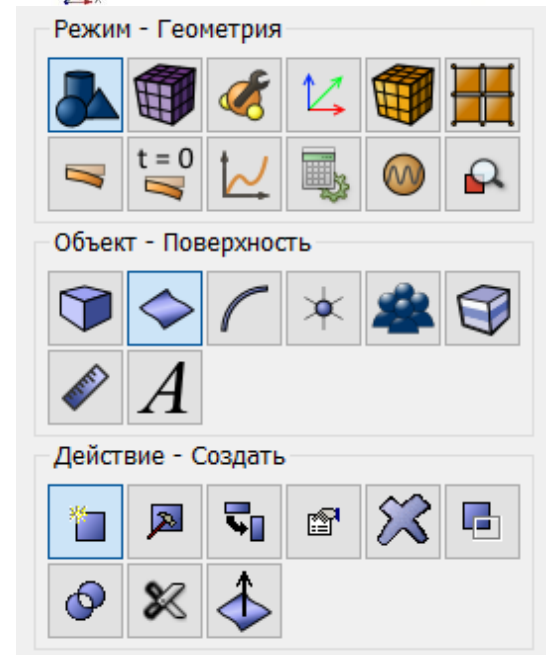 Режим - Геометрия
t = 0
Объект - Поверхность
A
Действие - Создать